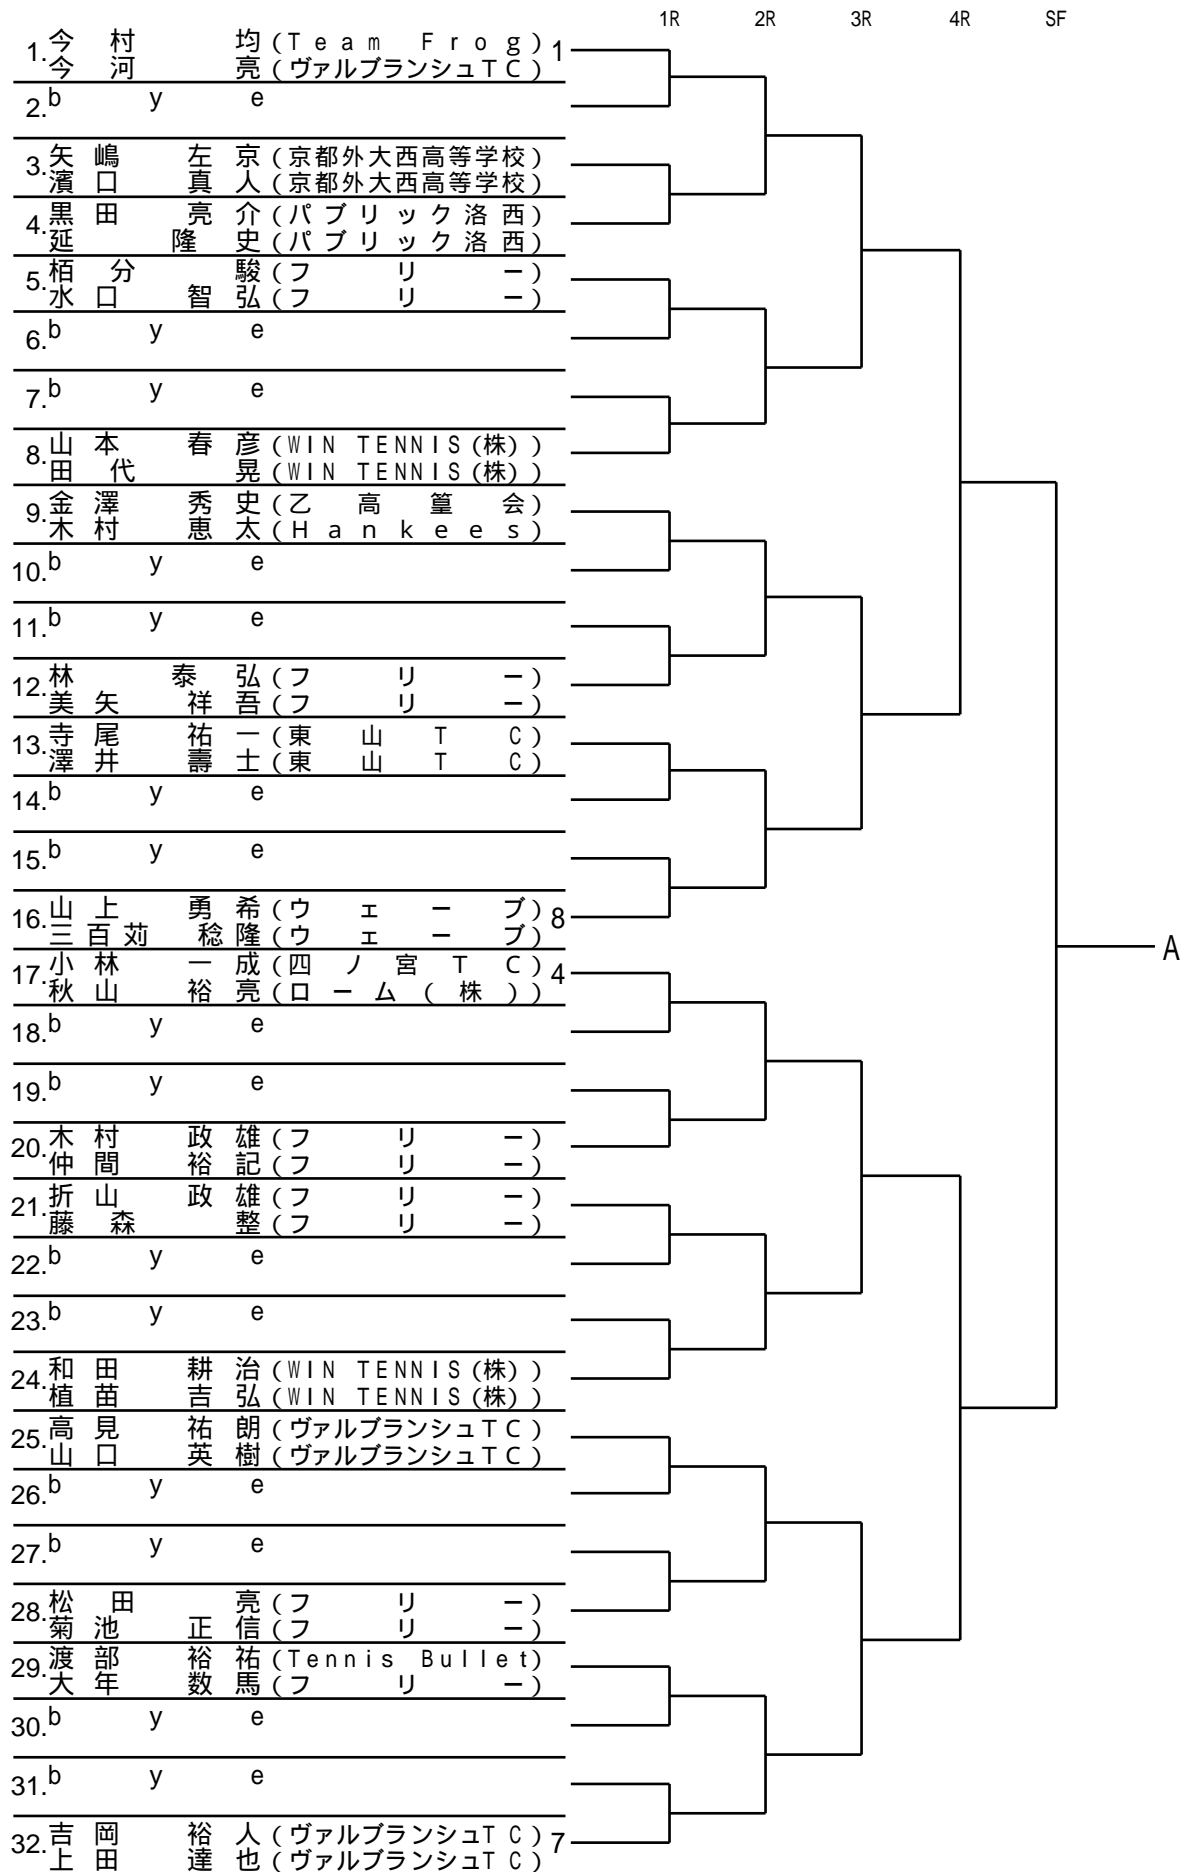 1R 2R 3R 4R SF
1. 今村 均 (Team Frog) 1
今河 亮 (ヴァルブランシュTC)
2. bye
3. 矢嶋 左京 (京都外大西高等学校)
濱口 真人 (京都外大西高等学校)
4. 黒田 亮介 (パブリック洛西)
延 隆史 (パブリック洛西)
5. 栢分 駿 (フリー)
水口 智弘 (フリー)
6. bye
7. bye
8. 山本 春彦 (WIN TENNIS(株))
田代 晃 (WIN TENNIS(株))
9. 金澤 秀史 (乙高篁会)
木村 恵太 (Hankees)
10. bye
11. bye
12. 林 泰弘 (フリー)
美矢 祥吾 (フリー)
13. 寺尾 祐一 (東山TC)
澤井 壽士 (東山TC)
14. bye
15. bye
16. 山上 勇希 (ウェーブ) 8
三百苅 稔隆 (ウェーブ)
A
17. 小林 一成 (四ノ宮TC) 4
秋山 裕亮 (ローム(株))
18. bye
19. bye
20. 木村 政雄 (フリー)
仲間 裕記 (フリー)
21. 折山 政雄 (フリー)
藤森 整 (フリー)
22. bye
23. bye
24. 和田 耕治 (WIN TENNIS(株))
植苗 吉弘 (WIN TENNIS(株))
25. 高見 祐朗 (ヴァルブランシュTC)
山口 英樹 (ヴァルブランシュTC)
26. bye
27. bye
28. 松田 亮 (フリー)
菊池 正信 (フリー)
29. 渡部 裕祐 (Tennis Bullet)
大年 数馬 (フリー)
30. bye
31. bye
32. 吉岡 裕人 (ヴァルブランシュTC) 7
上田 達也 (ヴァルブランシュTC)